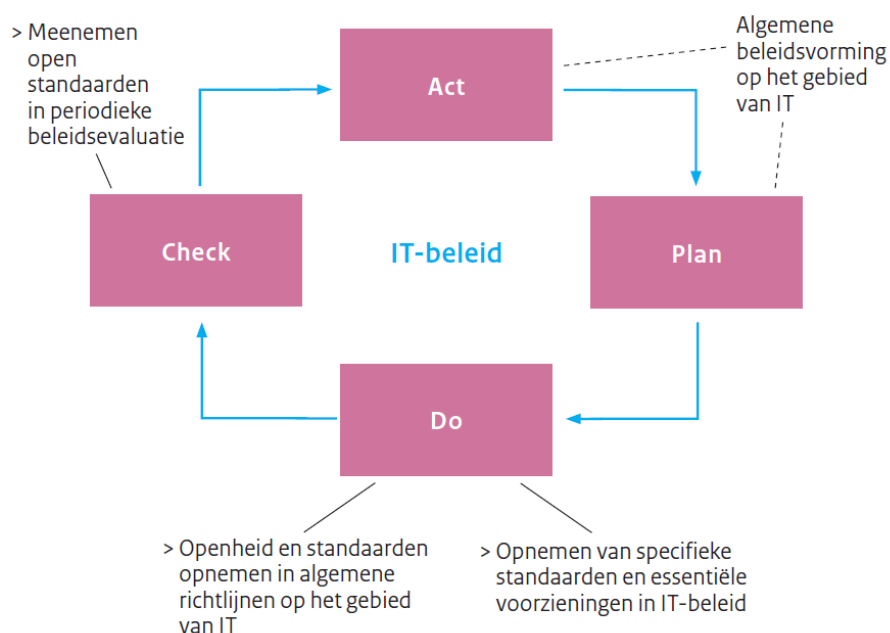 > Meenemen
open
standaarden
in periodieke
beleidsevaluatie
Act
Algemene
beleidsvorming
op het gebied
van IT
Check
IT-beleid
Plan
Do
> Openheid en standaarden
opnemen in algemene
richtlijnen op het gebied
van IT
> Opnemen van specifieke
standaarden en essentiële
voorzieningen in IT-beleid